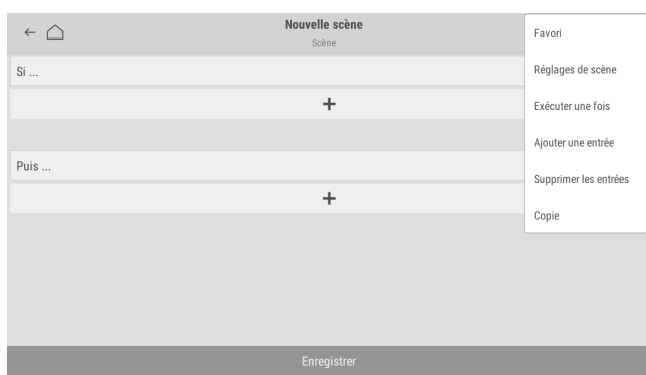 Nouvelle scène
Scène
Si ...
+
Puis ...
+
Favori
Réglages de scène
Exécuter une fois
Ajouter une entrée
Supprimer les entrées
Copie
Enregistrer